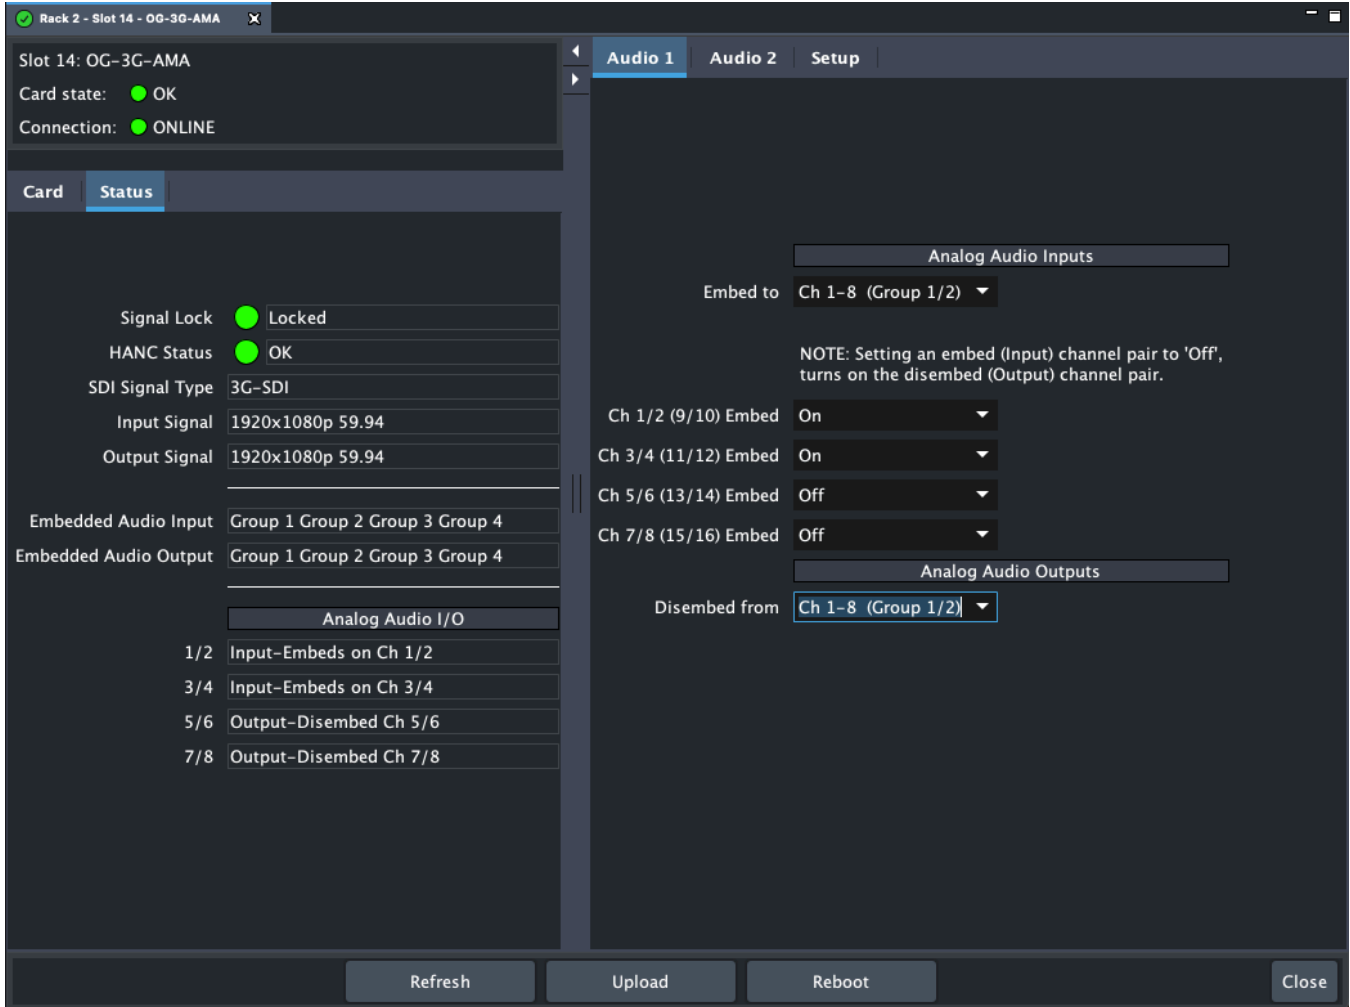 Rack 2 - Slot 14 - OG-3G-AMA
Slot 14: OG-3G-AMA
Card state: OK
Connection: ONLINE
Card Status
Signal Lock Locked
HANC Status OK
SDI Signal Type 3G-SDI
Input Signal 1920x1080p 59.94
Output Signal 1920x1080p 59.94
Embedded Audio Input Group 1 Group 2 Group 3 Group 4
Embedded Audio Output Group 1 Group 2 Group 3 Group 4
Analog Audio I/O
1/2 Input-Embeds on Ch 1/2
3/4 Input-Embeds on Ch 3/4
5/6 Output-Disembed Ch 5/6
7/8 Output-Disembed Ch 7/8
Audio 1 Audio 2 Setup
Analog Audio Inputs
Embed to Ch 1-8 (Group 1/2)
NOTE: Setting an embed (Input) channel pair to 'Off',
turns on the disembed (Output) channel pair.
Ch 1/2 (9/10) Embed On
Ch 3/4 (11/12) Embed On
Ch 5/6 (13/14) Embed Off
Ch 7/8 (15/16) Embed Off
Analog Audio Outputs
Disembed from Ch 1-8 (Group 1/2)
Refresh Upload Reboot Close